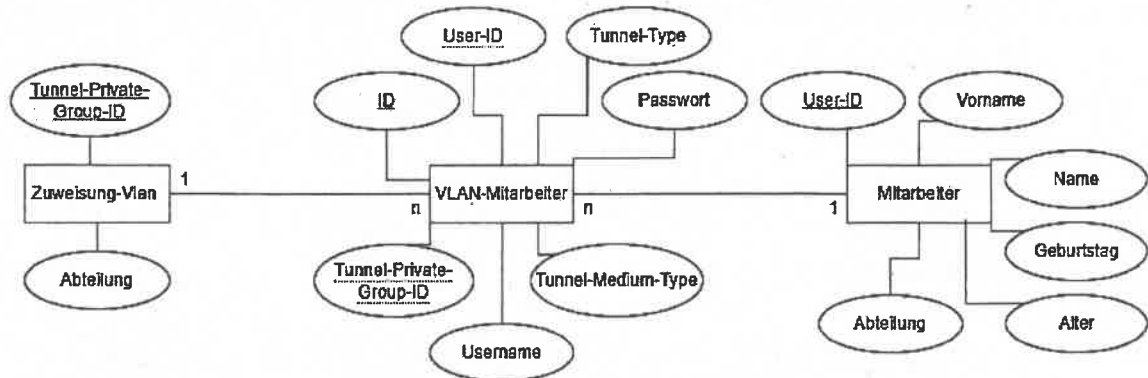 User-ID
Tunnel-Type
Tunnel-Private-
Group-ID
ID
Passwort
User-ID
Vorname
Zuweisung-Vlan
1
n
VLAN-Mitarbeiter
n
1
Mitarbeiter
Name
Abteilung
Tunnel-Private-
Group-ID
Tunnel-Medium-Type
Geburtstag
Username
Abteilung
Alter